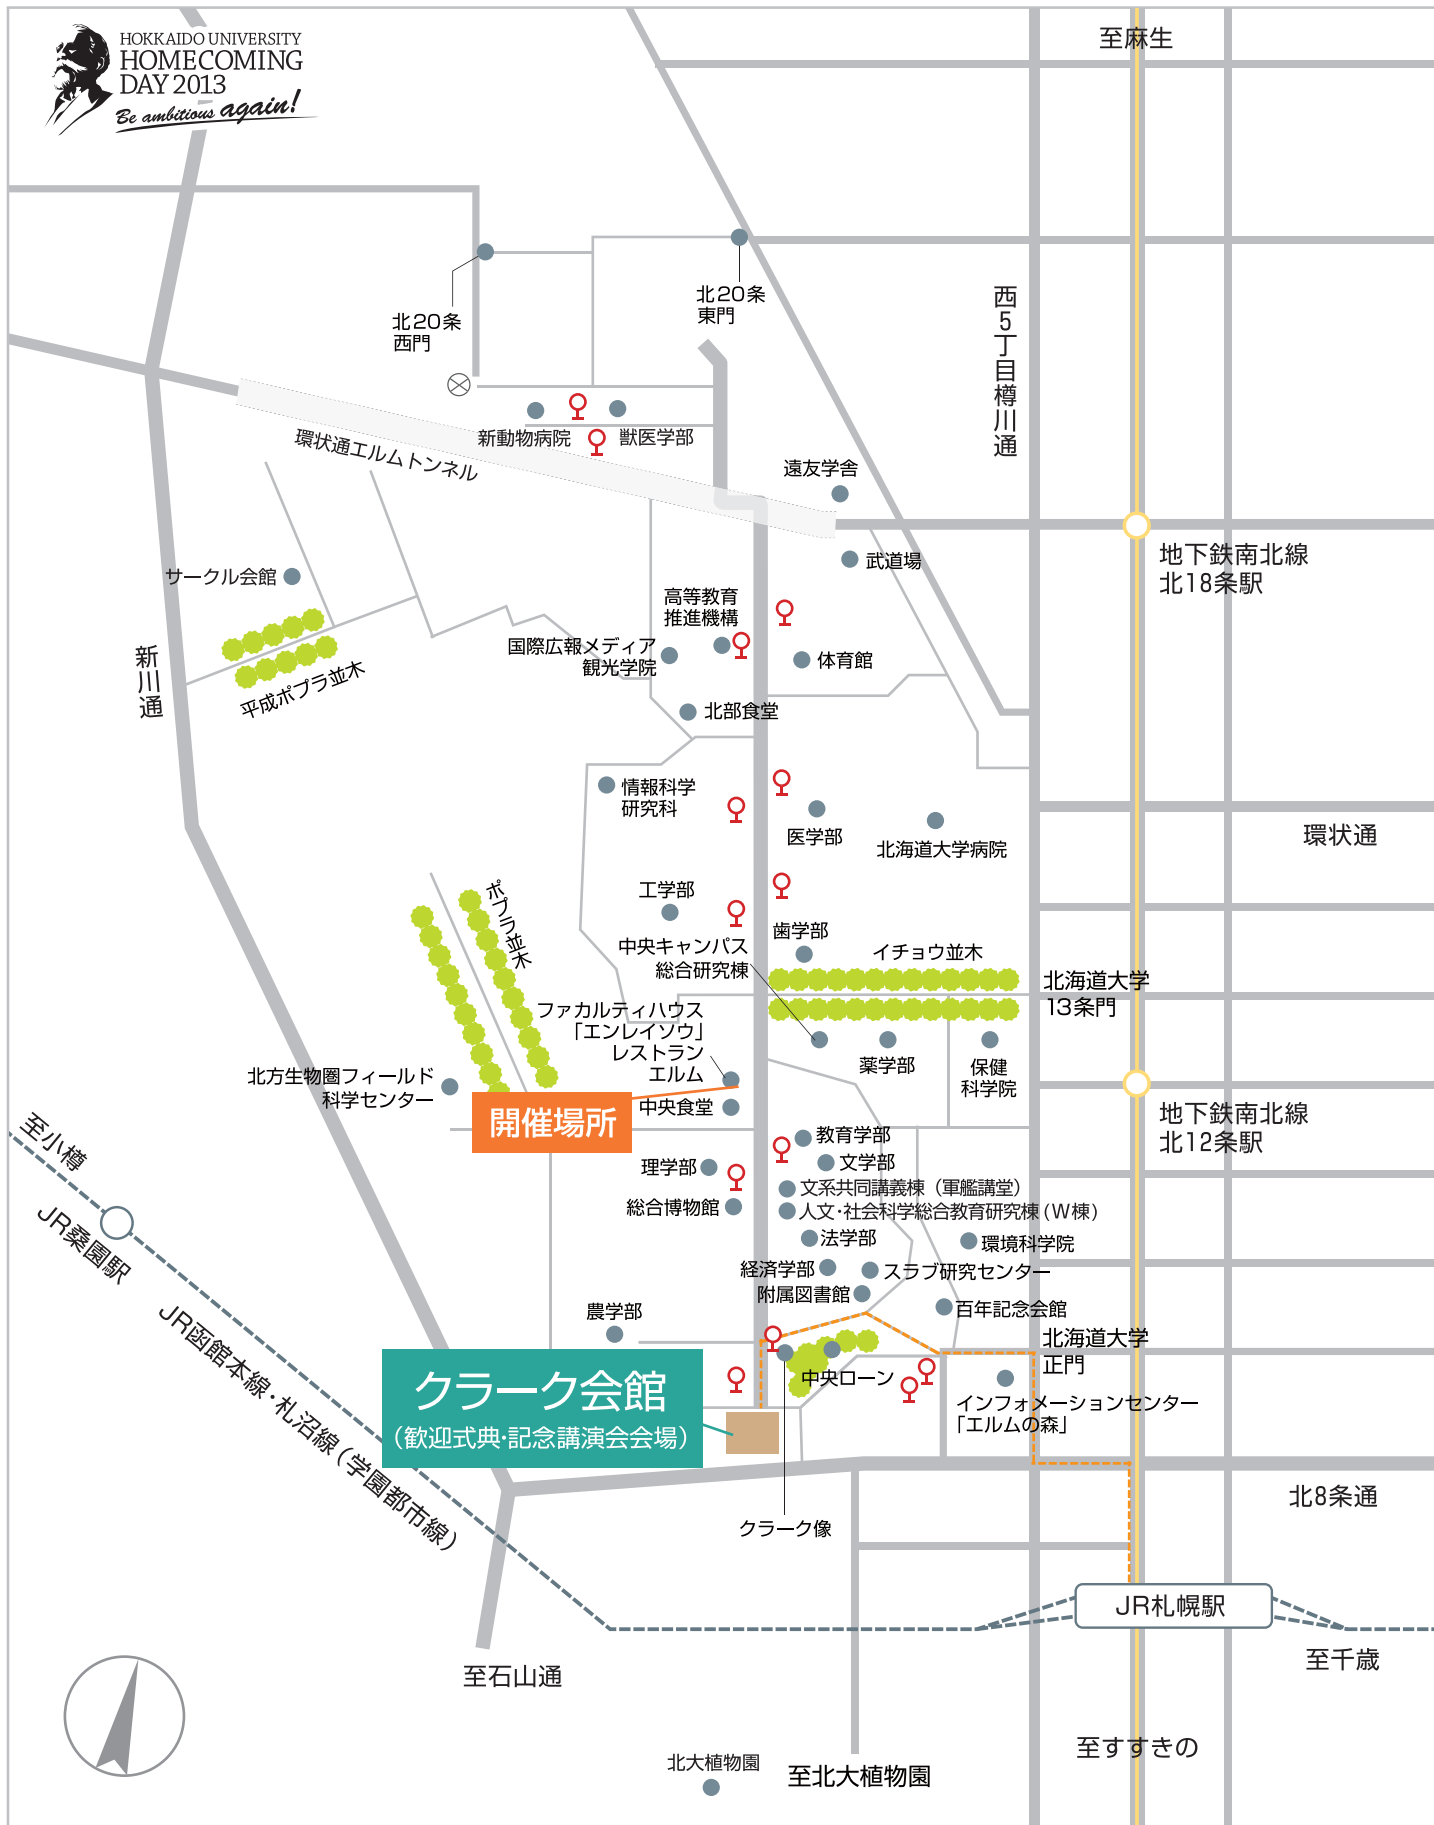 HOKKAIDO UNIVERSITY
HOMECOMING
DAY 2013
Be ambitious again!
至麻生
北20条
東門
北20条
西門
西5丁目樽川通
新動物病院
獣医学部
環状通エルムトンネル
遠友学舎
武道場
地下鉄南北線
北18条駅
サークル会館
高等教育
推進機構
国際広報メディア
観光学院
体育館
新川通
平成ポプラ並木
北部食堂
情報科学
研究科
医学部
北海道大学病院
環状通
工学部
ポプラ並木
歯学部
中央キャンパス
総合研究棟
イチョウ並木
北海道大学
13条門
ファカルティハウス
「エンレイソウ」
レストラン
エルム
薬学部
保健
科学院
北方生物圏フィールド
科学センター
開催場所
中央食堂
地下鉄南北線
北12条駅
至小樽
教育学部
文学部
理学部
文系共同講義棟（軍艦講堂）
総合博物館
人文・社会科学総合教育研究棟(W棟)
JR桑園駅
法学部
環境科学院
経済学部
スラブ研究センター
附属図書館
百年記念会館
農学部
北海道大学
正門
JR函館本線・札沼線(学園都市線)
クラーク会館
（歓迎式典・記念講演会会場）
中央ローン
インフォメーションセンター
「エルムの森」
北8条通
クラーク像
JR札幌駅
至千歳
至石山通
至すすきの
北大植物園
至北大植物園